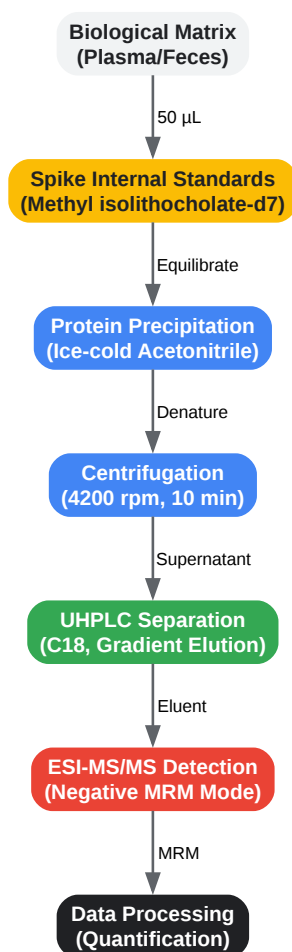 Biological Matrix
(Plasma/Feces)
50 µL
Spike Internal Standards
(Methyl isolithocholate-d7)
Equilibrate
Protein Precipitation
(Ice-cold Acetonitrile)
Denature
Centrifugation
(4200 rpm, 10 min)
Supernatant
UHPLC Separation
(C18, Gradient Elution)
Eluent
ESI-MS/MS Detection
(Negative MRM Mode)
MRM
Data Processing
(Quantification)